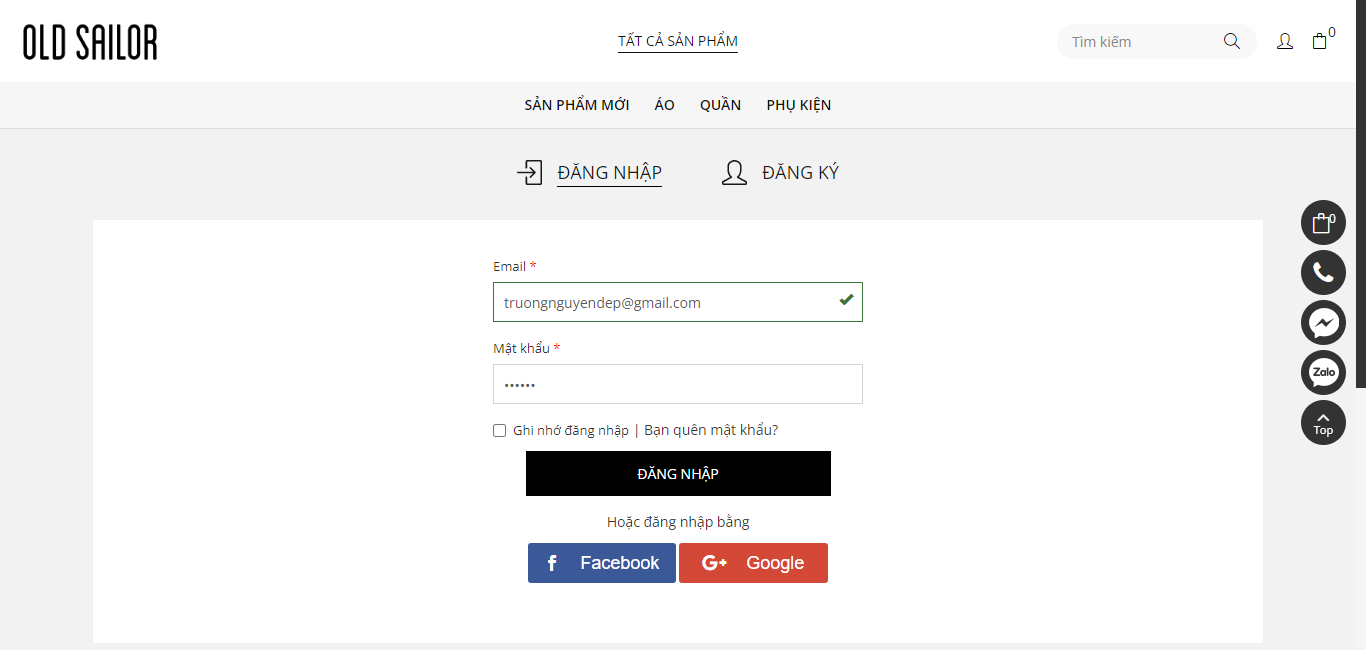 OLD SAILOR
TẤT CẢ SẢN PHẨM
Tìm kiếm
0
SẢN PHẨM MỚI ÁO QUẦN PHỤ KIỆN
ĐĂNG NHẬP ĐĂNG KÝ
0
Email *
truongnguyendep@gmail.com
Mật khẩu *
••••••
Zalo
Ghi nhớ đăng nhập | Bạn quên mật khẩu?
Top
ĐĂNG NHẬP
Hoặc đăng nhập bằng
f Facebook G+ Google